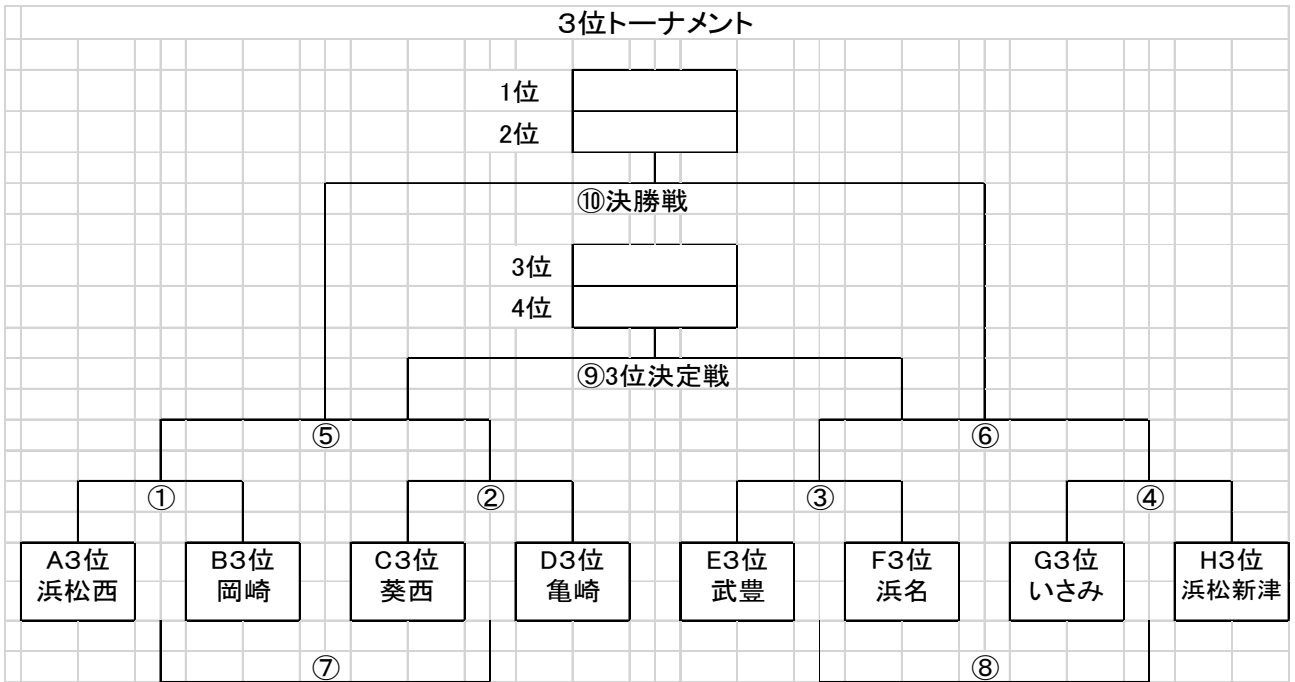 3位トーナメント
1位
2位
⑩決勝戦
3位
4位
⑨3位決定戦
⑤
⑥
①
②
③
④
A3位
浜松西
B3位
岡崎
C3位
葵西
D3位
亀崎
E3位
武豊
F3位
浜名
G3位
いさみ
H3位
浜松新津
⑦
⑧